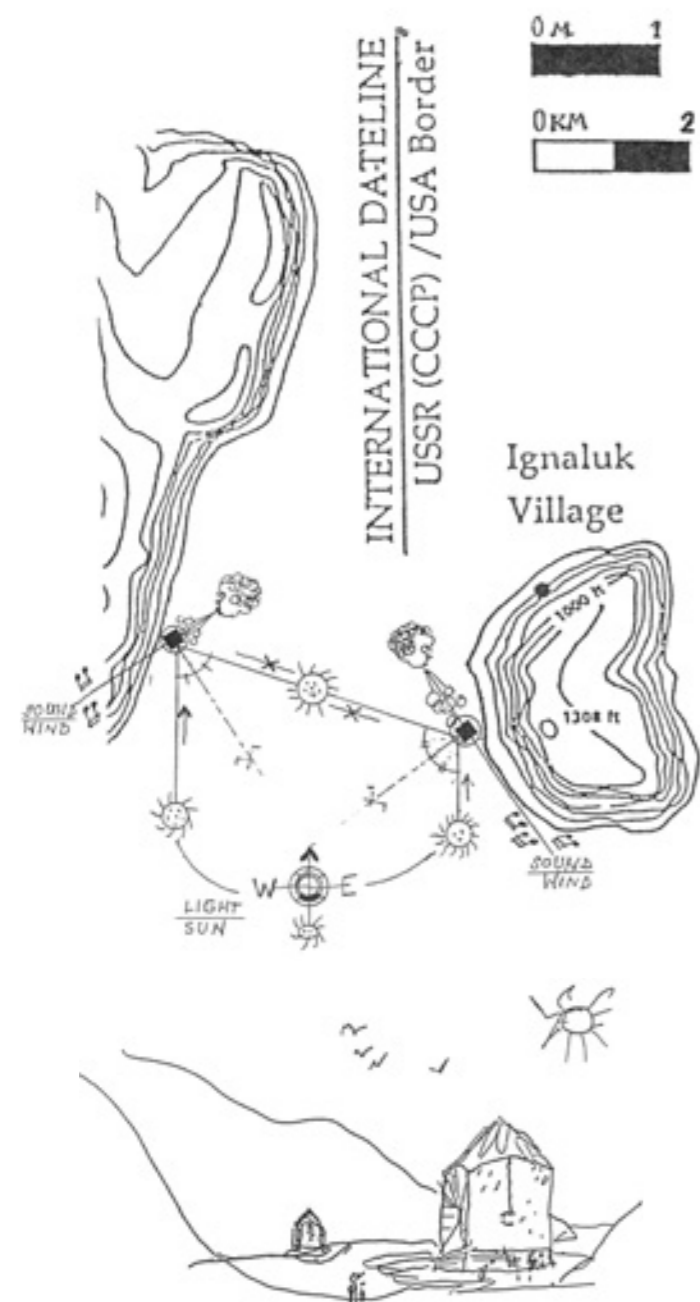 0 M. 1
0 KM 2
INTERNATIONAL DATELINE
USSR (CCCP) / USA Border
Ignaluk
Village
1000 ft
1308 ft
SOUND
WIND
SOUND
WIND
W E
LIGHT
SUN